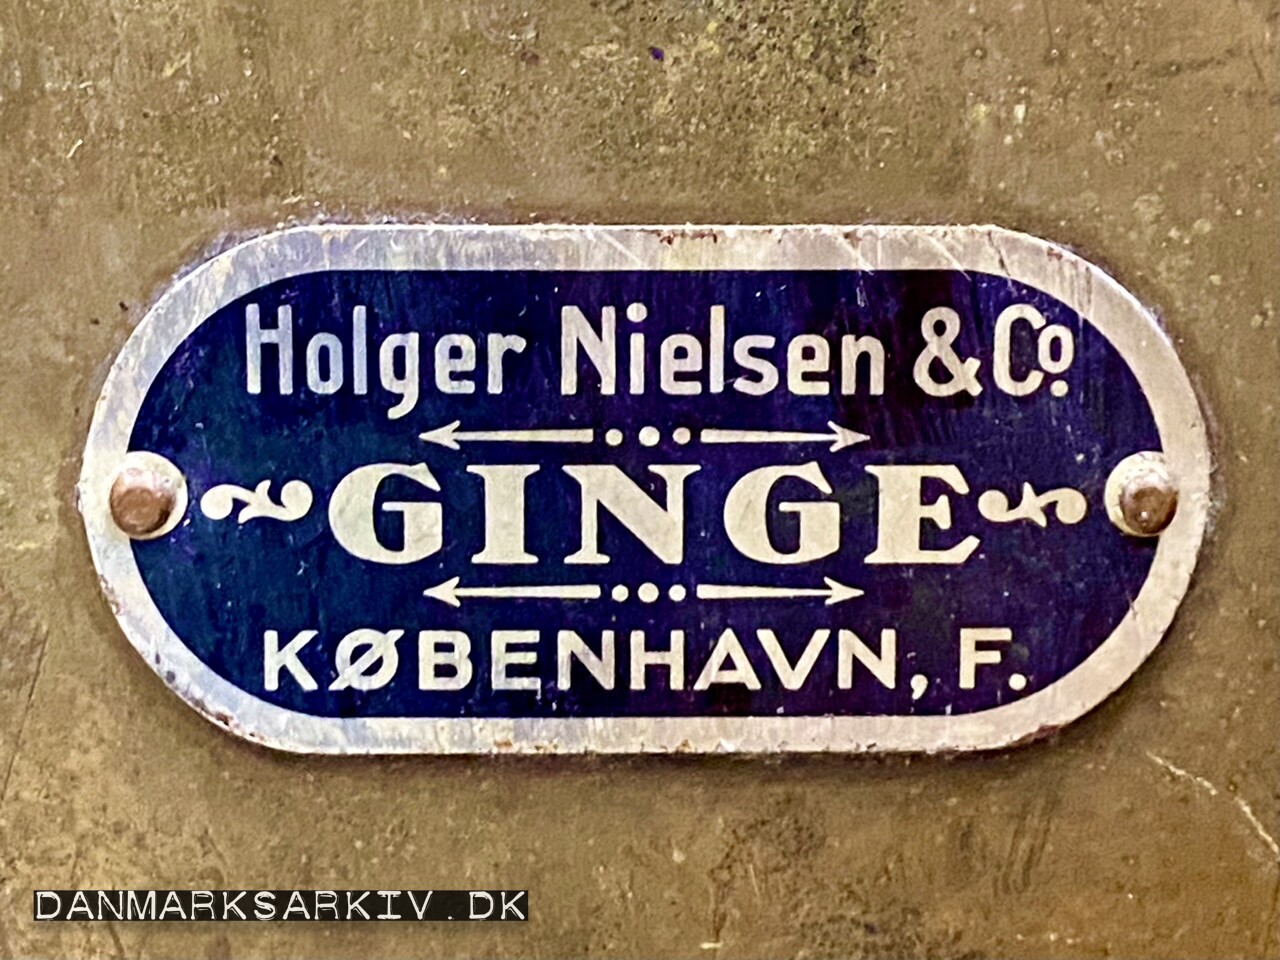 Holger Nielsen & Co.
GINGE
KØBENHAVN, F.
DANMARKSARKIV.DK